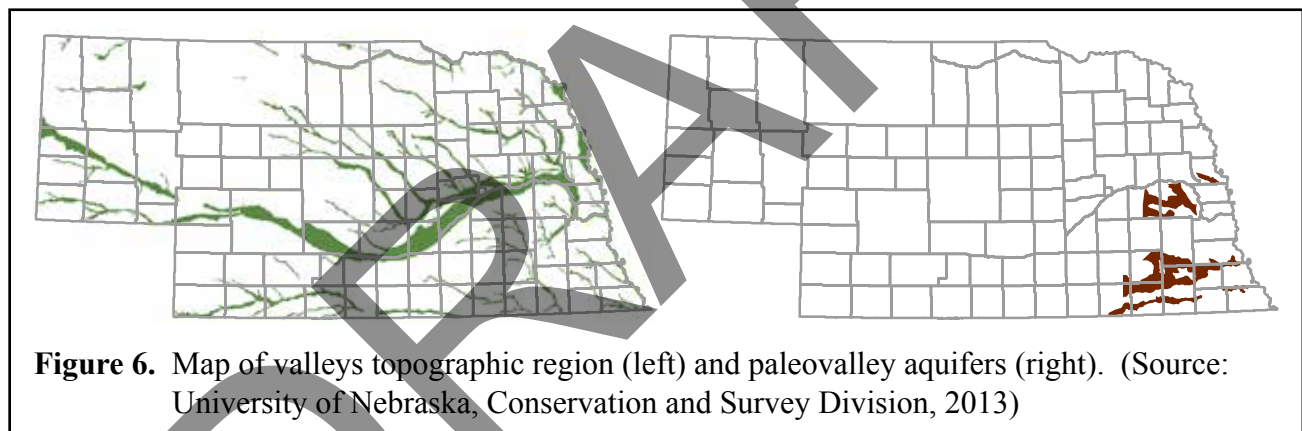 Figure 6. Map of valleys topographic region (left) and paleovalley aquifers (right). (Source:
University of Nebraska, Conservation and Survey Division, 2013)